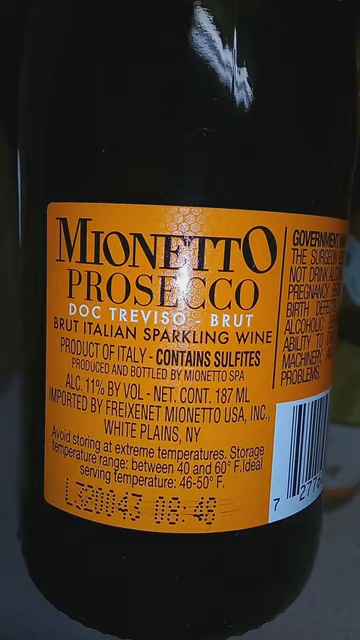 MIONETTO
PROSECCO
DOC TREVISO - BRUT
BRUT ITALIAN SPARKLING WINE
PRODUCT OF ITALY - CONTAINS SULFITES
PRODUCED AND BOTTLED BY MIONETTO SPA
ALC. 11% BY VOL - NET. CONT. 187 ML
IMPORTED BY FREIXENET MIONETTO USA, INC.,
WHITE PLAINS, NY
Avoid storing at extreme temperatures. Storage
temperature range: between 40 and 60° F. Ideal
serving temperature: 46-50° F.
L320043 08:48
GOVERNMENT
THE SURGEON
NOT DRINK
PREGNANCY
BIRTH
ALCOHOLIC
ABILITY TO
MACHINERY
PROBLEMS.
7 277